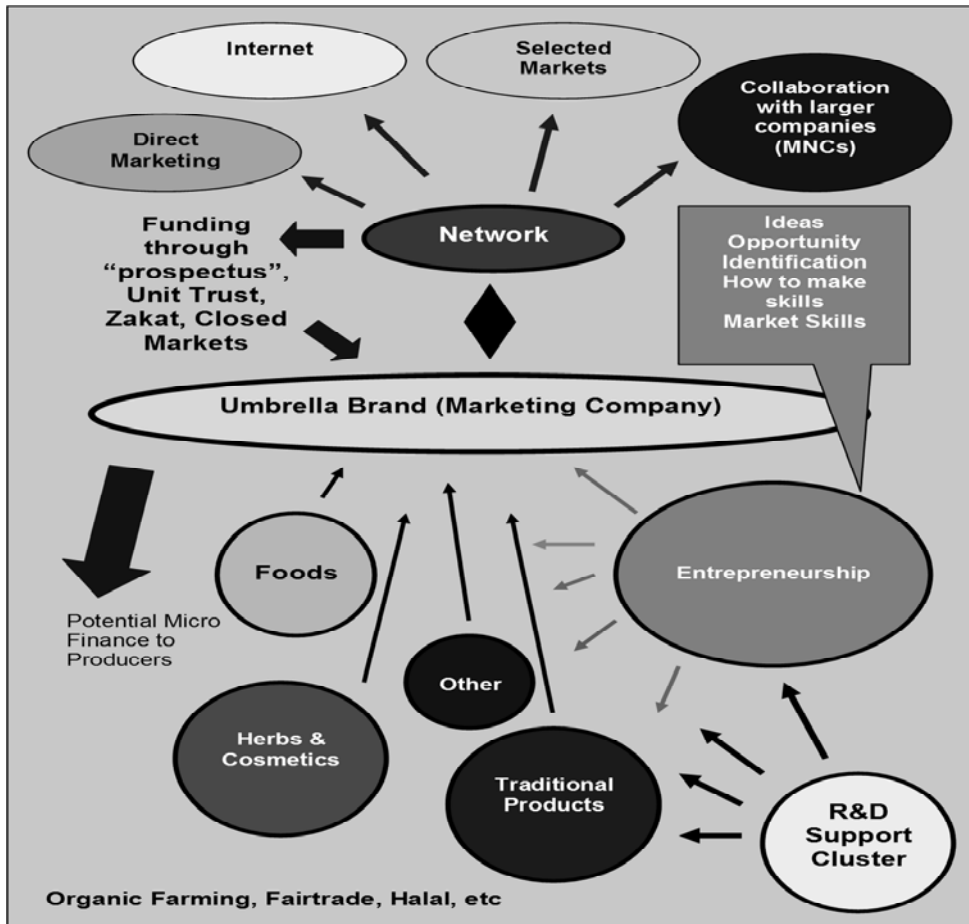 Internet
Selected
Markets
Collaboration
with larger
companies
(MNCs)
Direct
Marketing
Network
Funding
through
“prospectus”,
Unit Trust,
Zakat, Closed
Markets
Ideas
Opportunity
Identification
How to make
skills
Market Skills
Umbrella Brand (Marketing Company)
Foods
Entrepreneurship
Potential Micro
Finance to
Producers
Other
Herbs &
Cosmetics
Traditional
Products
R&D
Support
Cluster
Organic Farming, Fairtrade, Halal, etc